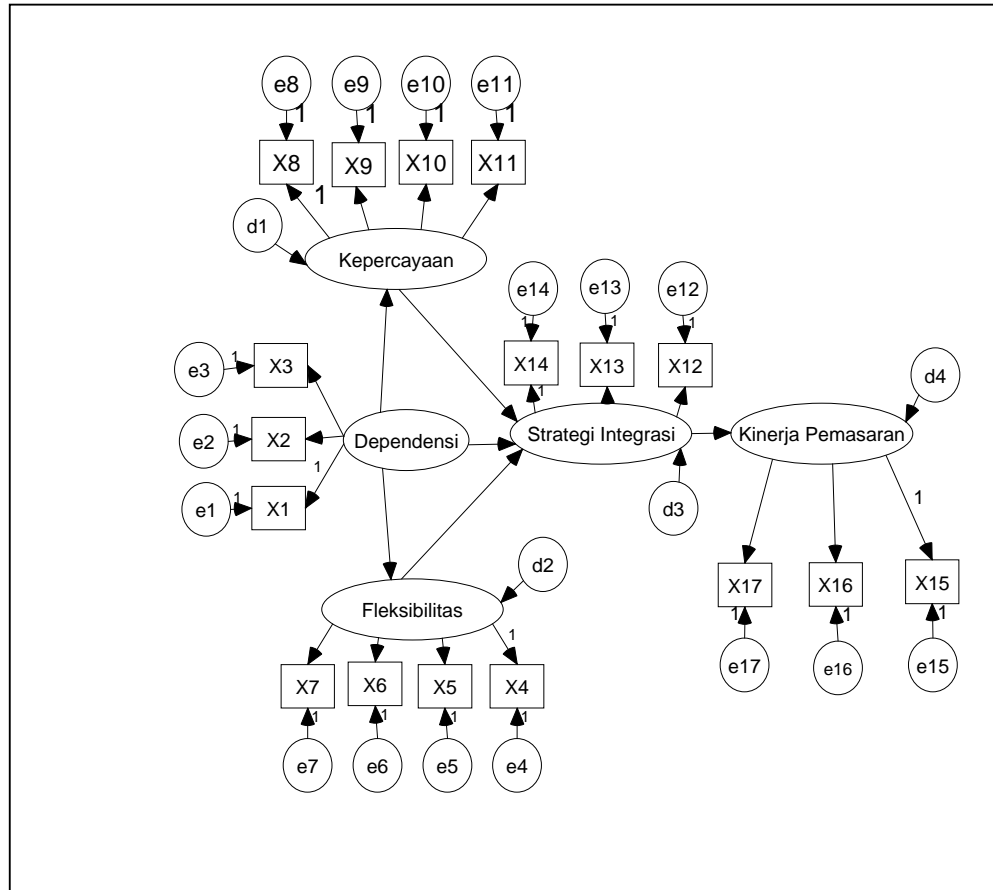 e8 e9 e10 e11
1 1 1 1
X8 X9 X10 X11
1
d1
Kepercayaan
e14 e13 e12
1 1 1
X14 X13 X12
1
e3 1 X3
d4
e2 1 X2
Dependensi
Strategi Integrasi
Kinerja Pemasaran
1
e1 1 X1
d3
1
d2
X17 X16 X15
1 1 1
Fleksibilitas
e17 e16 e15
1
X7 X6 X5 X4
1 1 1 1
e7 e6 e5 e4